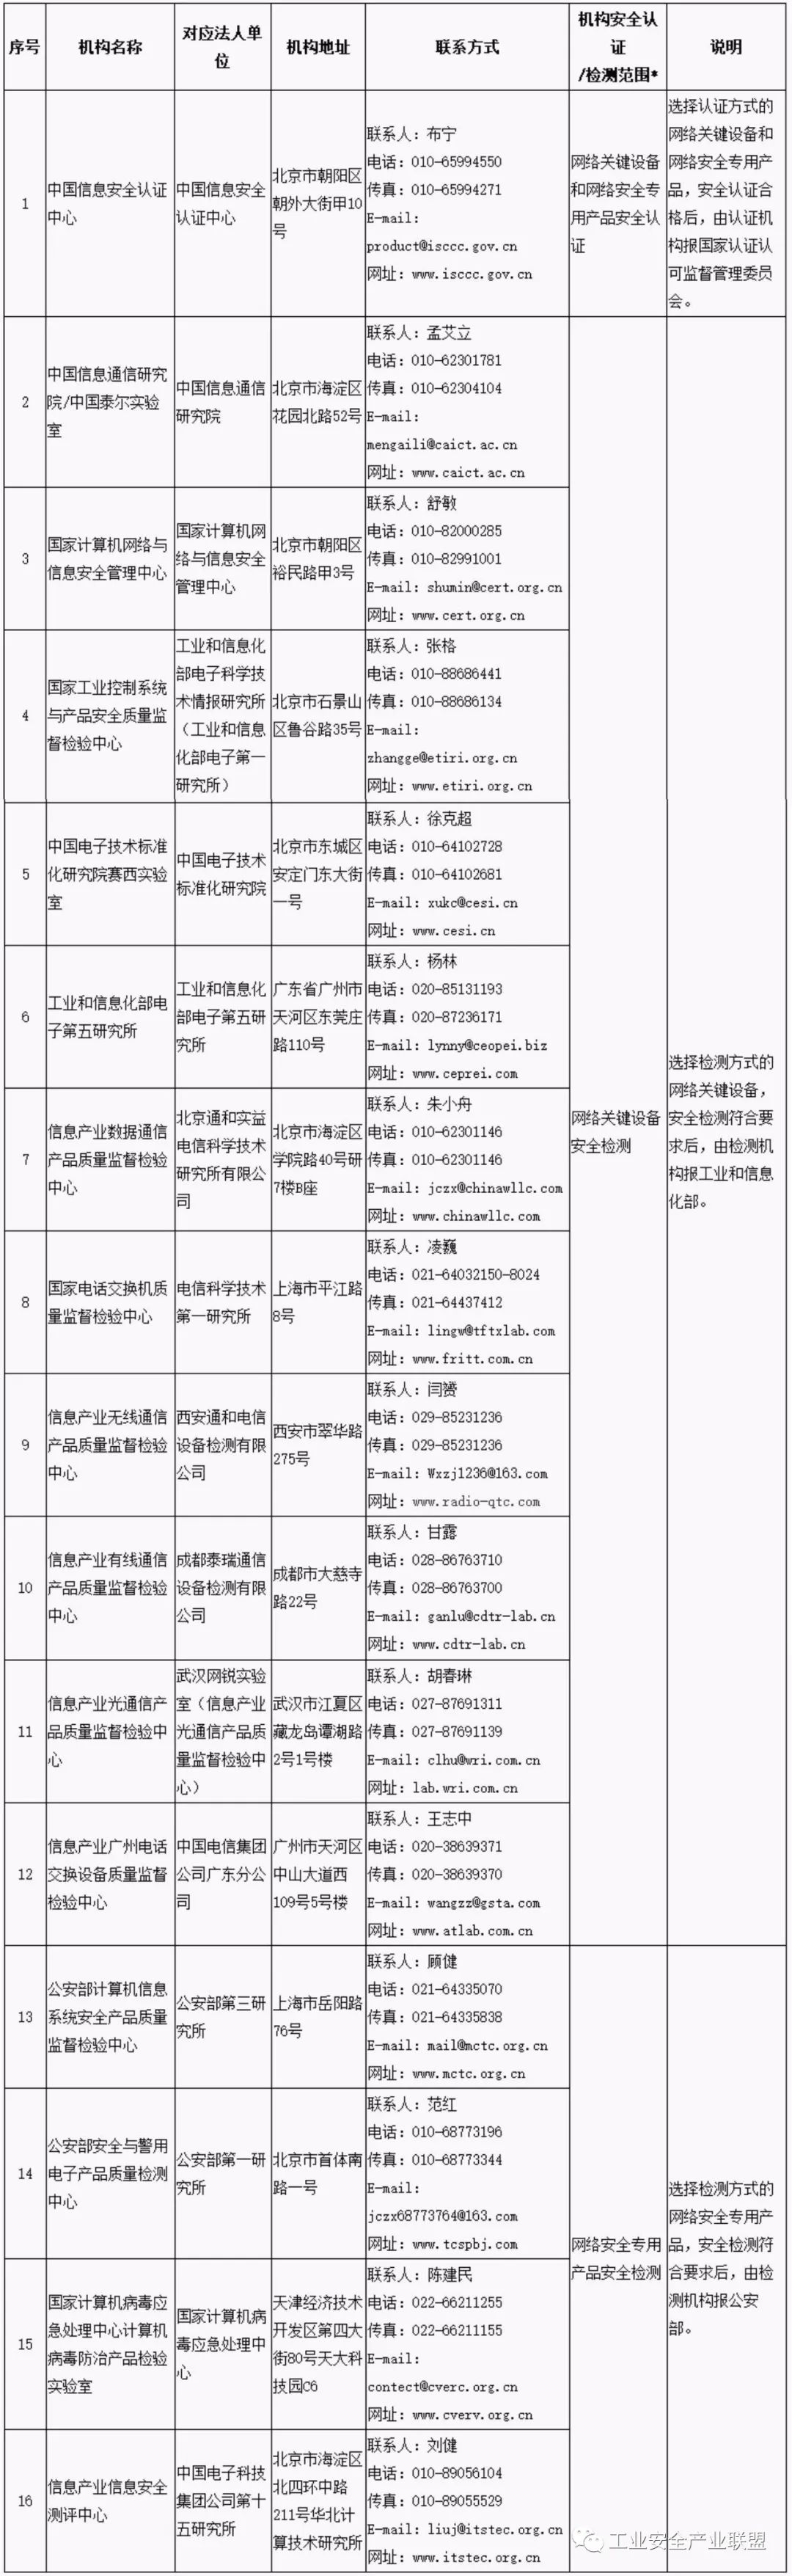 序号
机构名称
对应法人单
位
机构地址
联系方式
机构安全认
证
/检测范围*
说明
1
中国信息安全认证
中心
中国信息安全
认证中心
北京市朝阳区
朝外大街甲10
号
联系人：布宁
电话：010-65994550
传真：010-65994271
E-mail：
product@isccc.gov.cn
网址：www.isccc.gov.cn
网络关键设备
和网络安全专
用产品安全认
证
选择认证方式的
网络关键设备和
网络安全专用产
品，安全认证合
格后，由认证机
构报国家认证认
可监督管理委员
会。
2
中国信息通信研究
院/中国泰尔实验
室
中国信息通信
研究院
北京市海淀区
花园北路52号
联系人：孟艾立
电话：010-62301781
传真：010-62304104
E-mail：
mengaili@caict.ac.cn
网址：www.caict.ac.cn
3
国家计算机网络与
信息安全管理中心
国家计算机网
络与信息安全
管理中心
北京市朝阳区
裕民路甲3号
联系人：舒敏
电话：010-82000285
传真：010-82991001
E-mail：shumin@cert.org.cn
网址：www.cert.org.cn
4
国家工业控制系统
与产品安全质量监
督检验中心
工业和信息化
部电子科学技
术情报研究所
（工业和信息
化部电子第一
研究所）
北京市石景山
区鲁谷路35号
联系人：张格
电话：010-88686441
传真：010-88686134
E-mail：
zhangge@etiri.org.cn
网址：www.etiri.org.cn
5
中国电子技术标准
化研究院赛西实验
室
中国电子技术
标准化研究院
北京市东城区
安定门东大街
一号
联系人：徐克超
电话：010-64102728
传真：010-64102681
E-mail：xukc@cesi.cn
网址：www.cesi.cn
6
工业和信息化部电
子第五研究所
工业和信息化
部电子第五研
究所
广东省广州市
天河区东莞庄
路110号
联系人：杨林
电话：020-85131193
传真：020-87236171
E-mail：lynny@ceopei.biz
网址：www.ceprei.com
7
信息产业数据通信
产品质量监督检验
中心
北京通和实益
电信科学技术
研究所有限公
司
北京市海淀区
学院路40号研
7楼B座
联系人：朱小舟
电话：010-62301146
传真：010-62301146
E-mail：jczx@chinawllc.com
网址：www.chinawllc.com
8
国家电话交换机质
量监督检验中心
电信科学技术
第一研究所
上海市平江路
8号
联系人：凌巍
电话：021-64032150-8024
传真：021-64437412
E-mail：lingw@tftxlab.com
网址：www.fritt.com.cn
9
信息产业无线通信
产品质量监督检验
中心
西安通和电信
设备检测有限
公司
西安市翠华路
275号
联系人：闫赟
电话：029-85231236
传真：029-85231236
E-mail：Wxzj1236@163.com
网址：www.radio-qtc.com
10
信息产业有线通信
产品质量监督检验
中心
成都泰瑞通信
设备检测有限
公司
成都市大慈寺
路22号
联系人：甘露
电话：028-86763710
传真：028-86763700
E-mail：ganlu@cdtr-lab.cn
网址：www.cdtr-lab.cn
11
信息产业光通信产
品质量监督检验中
心
武汉网锐实验
室（信息产业
光通信产品质
量监督检验中
心）
武汉市江夏区
藏龙岛谭湖路
2号1号楼
联系人：胡春琳
电话：027-87691311
传真：027-87691139
E-mail：clhu@wri.com.cn
网址：lab.wri.com.cn
12
信息产业广州电话
交换设备质量监督
检验中心
中国电信集团
公司广东分公
司
广州市天河区
中山大道西
109号5号楼
联系人：王志中
电话：020-38639371
传真：020-38639370
E-mail：wangzz@gsta.com
网址：www.atlab.com.cn
网络关键设备
安全检测
选择检测方式的
网络关键设备，
安全检测符合要
求后，由检测机
构报工业和信息
化部。
13
公安部计算机信息
系统安全产品质量
监督检验中心
公安部第三研
究所
上海市岳阳路
76号
联系人：顾健
电话：021-64335070
传真：021-64335838
E-mail：mail@mctc.org.cn
网址：www.mctc.org.cn
14
公安部安全与警用
电子产品质量检测
中心
公安部第一研
究所
北京市首体南
路一号
联系人：范红
电话：010-68773196
传真：010-68773344
E-mail：
jczx68773764@163.com
网址：www.tcspbj.com
15
国家计算机病毒应
急处理中心计算机
病毒防治产品检验
实验室
国家计算机病
毒应急处理中
心
天津经济技术
开发区第四大
街80号天大科
技园C6
联系人：陈建民
电话：022-66211255
传真：022-66211155
E-mail：
contect@cverc.org.cn
网址：www.cverv.org.cn
16
信息产业信息安全
测评中心
中国电子科技
集团公司第十
五研究所
北京市海淀区
北四环中路
211号华北计
算技术研究所
联系人：刘健
电话：010-89056104
传真：010-89055529
E-mail：liuj@itstec.org.cn
网址：www.itstec.org.cn
网络安全专用
产品安全检测
选择检测方式的
网络安全专用产
品，安全检测符
合要求后，由检
测机构报公安
部。
工业安全产业联盟